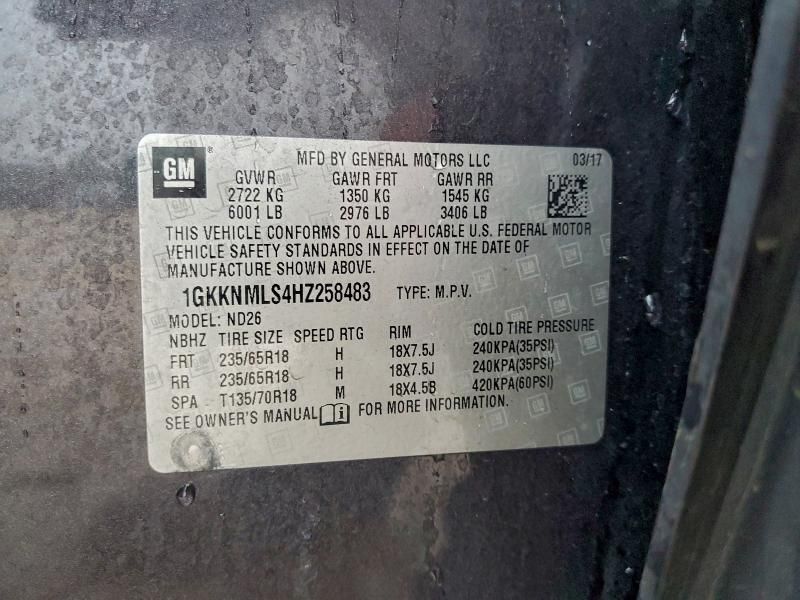 GM
MFD BY GENERAL MOTORS LLC 03/17
GVWR GAWR FRT GAWR RR
2722 KG 1350 KG 1545 KG
6001 LB 2976 LB 3406 LB
THIS VEHICLE CONFORMS TO ALL APPLICABLE U.S. FEDERAL MOTOR
VEHICLE SAFETY STANDARDS IN EFFECT ON THE DATE OF
MANUFACTURE SHOWN ABOVE.
1GKKNMLS4HZ258483 TYPE: M.P.V.
MODEL: ND26
NBHZ TIRE SIZE SPEED RTG RIM COLD TIRE PRESSURE
FRT 235/65R18 H 18X7.5J 240KPA(35PSI)
RR 235/65R18 H 18X7.5J 240KPA(35PSI)
SPA T135/70R18 M 18X4.5B 420KPA(60PSI)
SEE OWNER'S MANUAL FOR MORE INFORMATION.